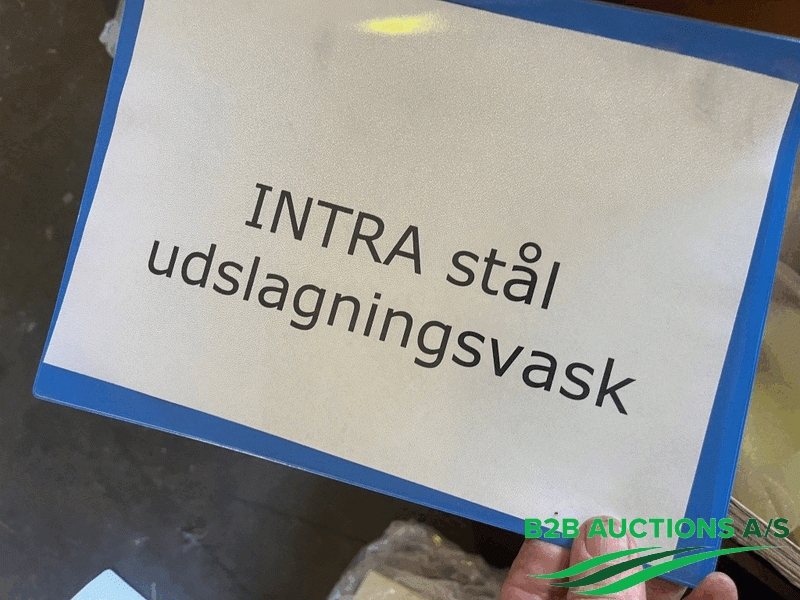 INTRA stål
udslagningsvask
B2B AUCTIONS A/S